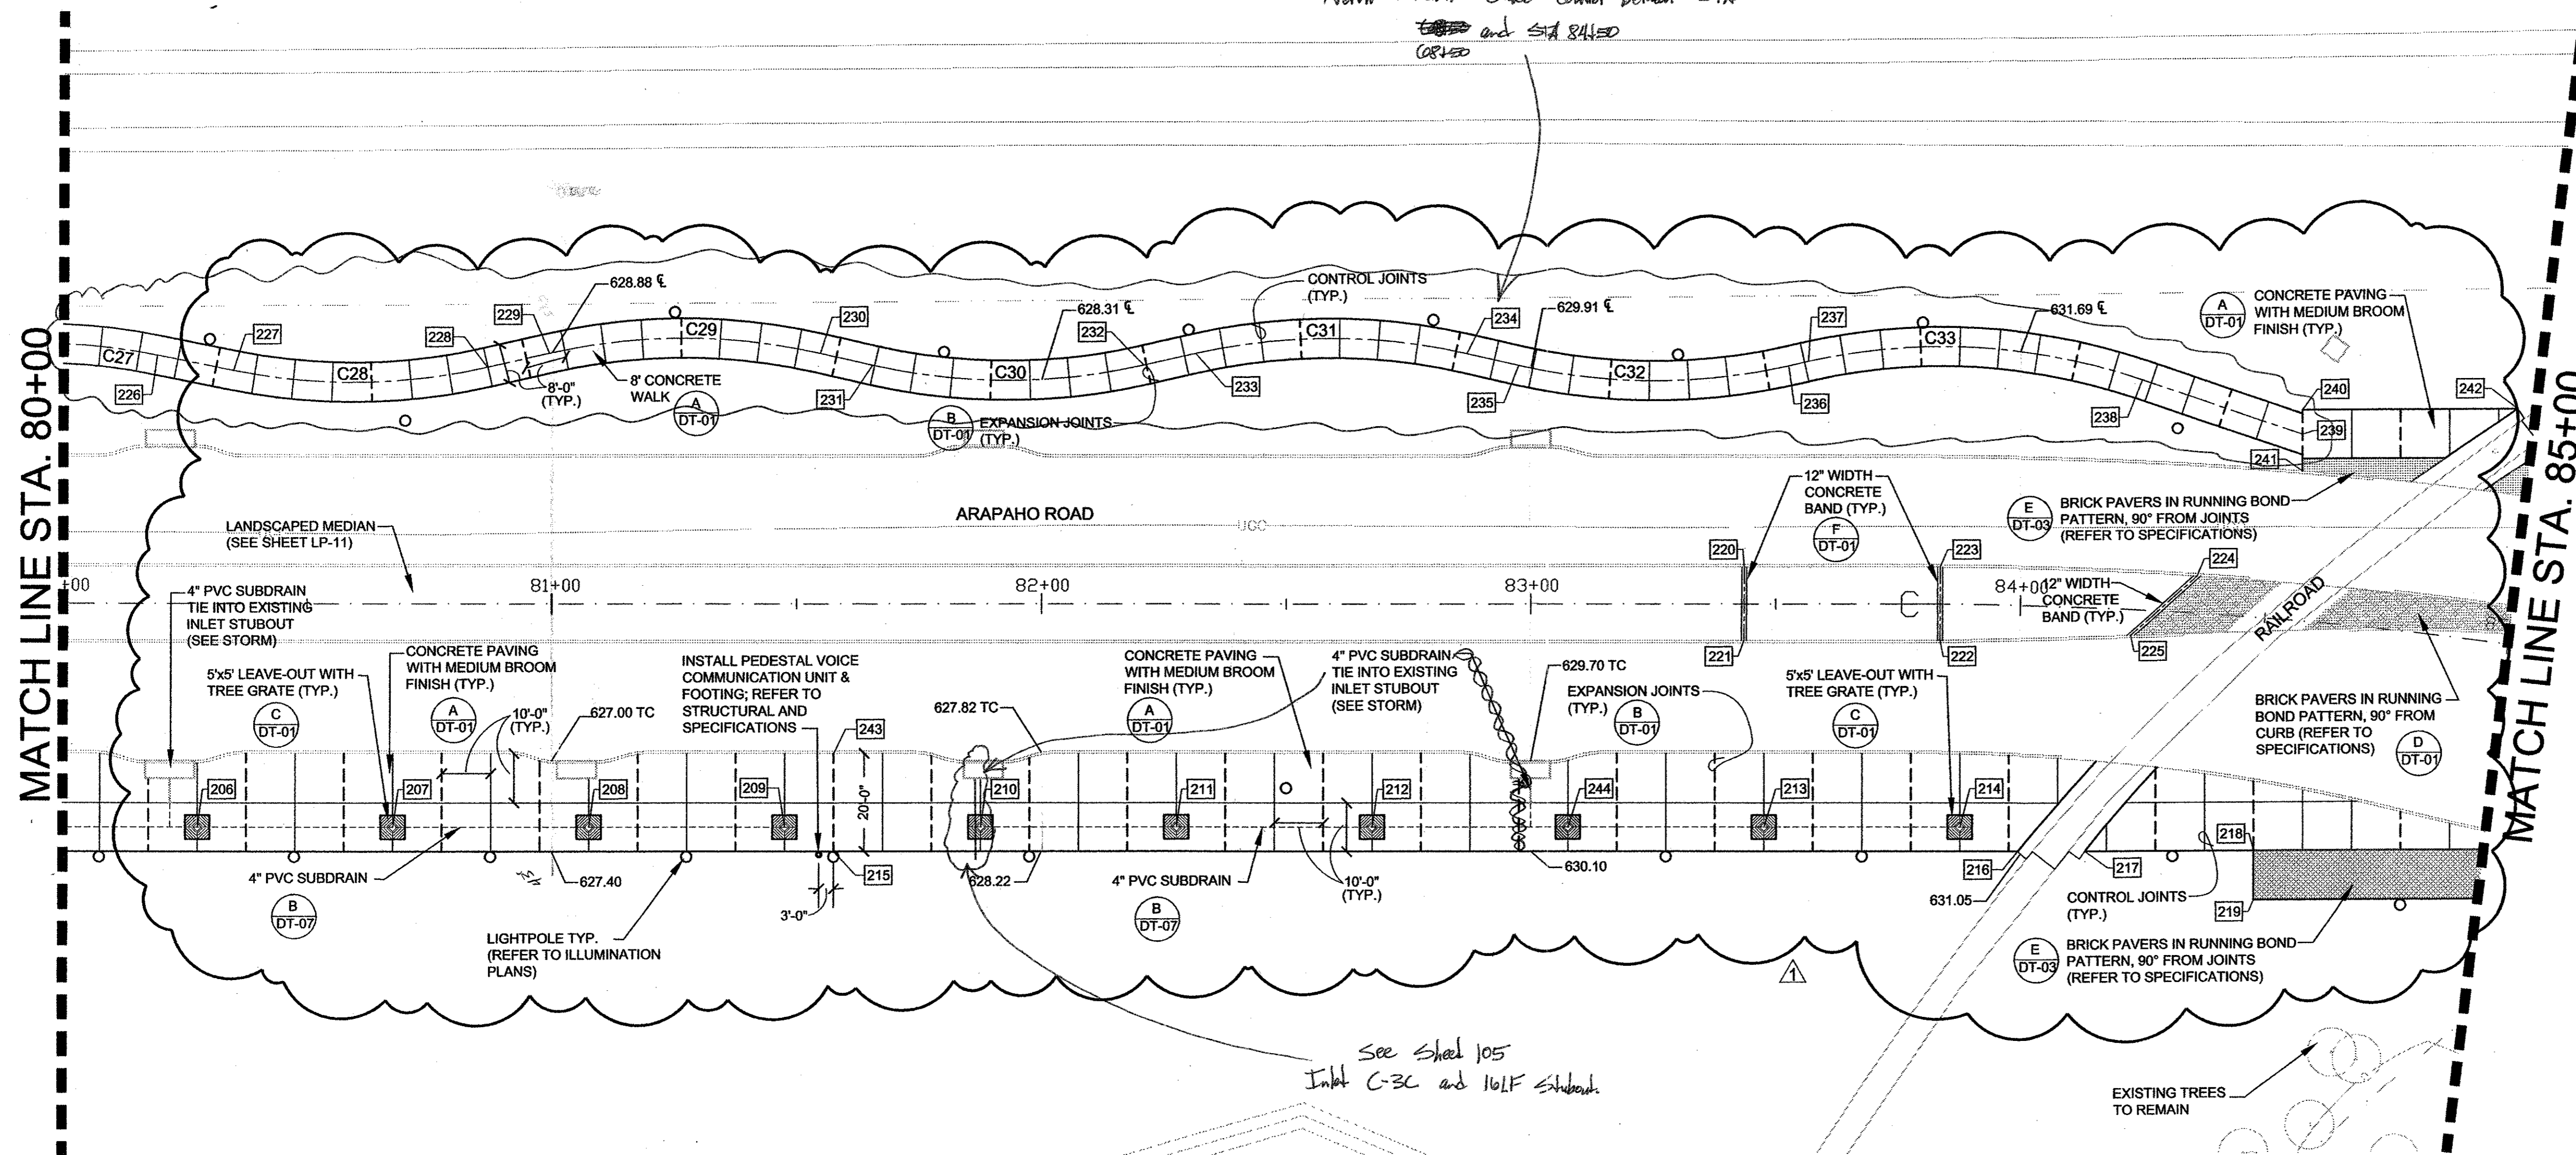 and STA 84+50
68+50
MATCH LINE STA. 80+00
MATCH LINE STA. 85+00
628.88 ℄
CONTROL JOINTS
(TYP.)
628.31 ℄
629.91 ℄
631.69 ℄
A
DT-01
CONCRETE PAVING
WITH MEDIUM BROOM
FINISH (TYP.)
C27
226
227
C28
228
229
8'-0"
(TYP.)
8' CONCRETE
WALK
A
DT-01
C29
230
231
C30
232
B
DT-01
EXPANSION JOINTS
(TYP.)
233
C31
234
235
C32
236
237
C33
238
240
239
241
242
ARAPAHO ROAD
UGC
LANDSCAPED MEDIAN
(SEE SHEET LP-11)
12" WIDTH
CONCRETE
BAND (TYP.)
F
DT-01
E
DT-03
BRICK PAVERS IN RUNNING BOND
PATTERN, 90° FROM JOINTS
(REFER TO SPECIFICATIONS)
220
223
224
+00
81+00
82+00
83+00
84+00
12" WIDTH
CONCRETE
BAND (TYP.)
RAILROAD
221
222
225
4" PVC SUBDRAIN
TIE INTO EXISTING
INLET STUBOUT
(SEE STORM)
5'x5' LEAVE-OUT WITH
TREE GRATE (TYP.)
C
DT-01
CONCRETE PAVING
WITH MEDIUM BROOM
FINISH (TYP.)
A
DT-01
10'-0"
(TYP.)
627.00 TC
INSTALL PEDESTAL VOICE
COMMUNICATION UNIT &
FOOTING; REFER TO
STRUCTURAL AND
SPECIFICATIONS
243
627.82 TC
CONCRETE PAVING
WITH MEDIUM BROOM
FINISH (TYP.)
A
DT-01
4" PVC SUBDRAIN
TIE INTO EXISTING
INLET STUBOUT
(SEE STORM)
629.70 TC
EXPANSION JOINTS
(TYP.)
B
DT-01
5'x5' LEAVE-OUT WITH
TREE GRATE (TYP.)
C
DT-01
BRICK PAVERS IN RUNNING
BOND PATTERN, 90° FROM
CURB (REFER TO
SPECIFICATIONS)
D
DT-01
206
207
208
209
20'-0"
210
211
212
244
213
214
218
4" PVC SUBDRAIN
B
DT-07
627.40
LIGHTPOLE TYP.
(REFER TO ILLUMINATION
PLANS)
3'-0"
215
628.22
4" PVC SUBDRAIN
B
DT-07
10'-0"
(TYP.)
630.10
216
217
631.05
CONTROL JOINTS
(TYP.)
219
E
DT-03
BRICK PAVERS IN RUNNING BOND
PATTERN, 90° FROM JOINTS
(REFER TO SPECIFICATIONS)
1
See Sheet 105
Inlet C-3C and 16LF Stubout.
EXISTING TREES
TO REMAIN